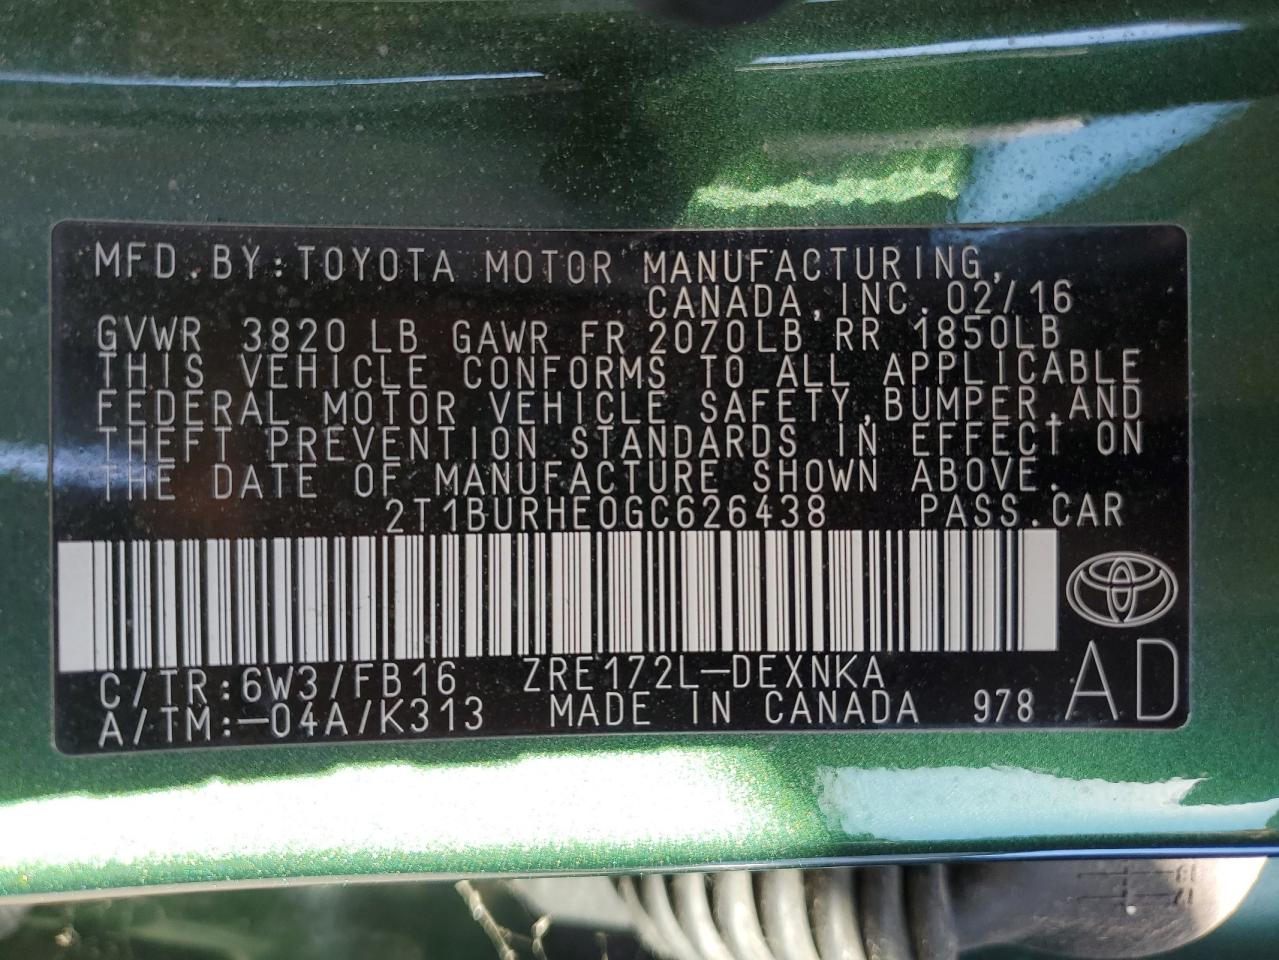 MFD.BY:TOYOTA MOTOR MANUFACTURING,
CANADA,INC.02/16
GVWR 3820 LB GAWR FR 2070LB RR 1850LB
THIS VEHICLE CONFORMS TO ALL APPLICABLE
FEDERAL MOTOR VEHICLE SAFETY,BUMPER,AND
THEFT PREVENTION STANDARDS IN EFFECT ON
THE DATE OF MANUFACTURE SHOWN ABOVE.
2T1BURHE0GC626438 PASS.CAR
C/TR:6W3/FB16 ZRE172L-DEXNKA
A/TM:-04A/K313 MADE IN CANADA 978 AD